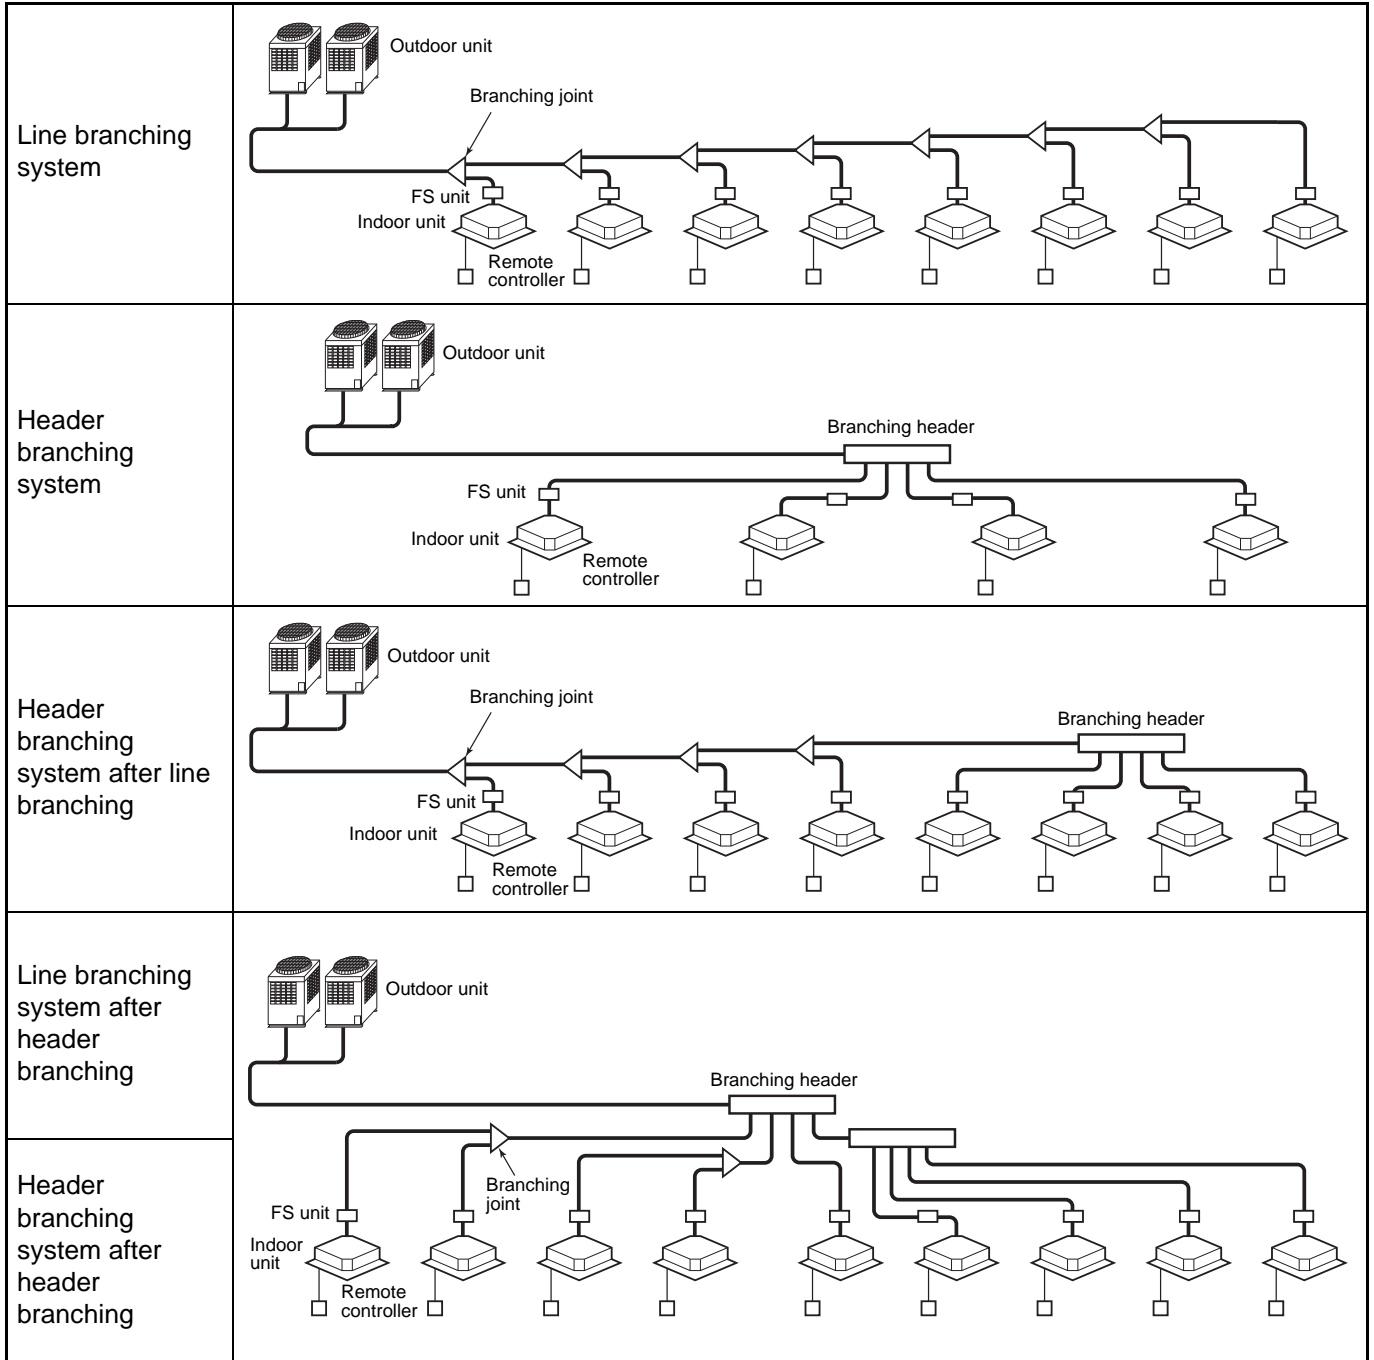 Line branching
system
Outdoor unit
Branching joint
FS unit
Indoor unit
Remote
controller
Header
branching
system
Outdoor unit
Branching header
FS unit
Indoor unit
Remote
controller
Header
branching
system after line
branching
Outdoor unit
Branching joint
Branching header
FS unit
Indoor unit
Remote
controller
Line branching
system after
header
branching
Outdoor unit
Branching header
Header
branching
system after
header
branching
Branching
joint
FS unit
Indoor
unit
Remote
controller